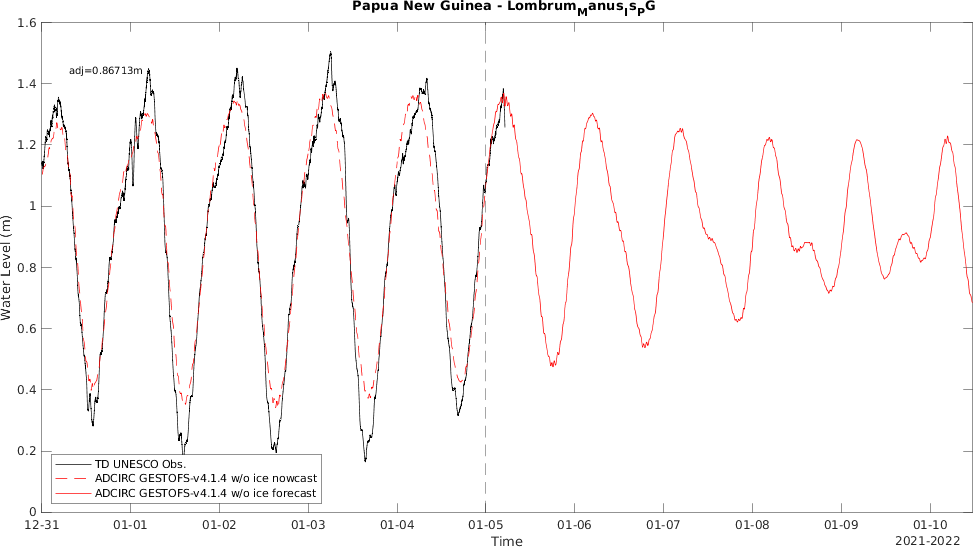 Papua New Guinea - LombrumManusIsPG
1.6
1.4
1.2
1
0.8
0.6
0.4
0.2
0
Water Level (m)
adj=0.86713m
TD UNESCO Obs.
ADCIRC GESTOFS-v4.1.4 w/o ice nowcast
ADCIRC GESTOFS-v4.1.4 w/o ice forecast
12-31 01-01 01-02 01-03 01-04 01-05 01-06 01-07 01-08 01-09 01-10
Time
2021-2022